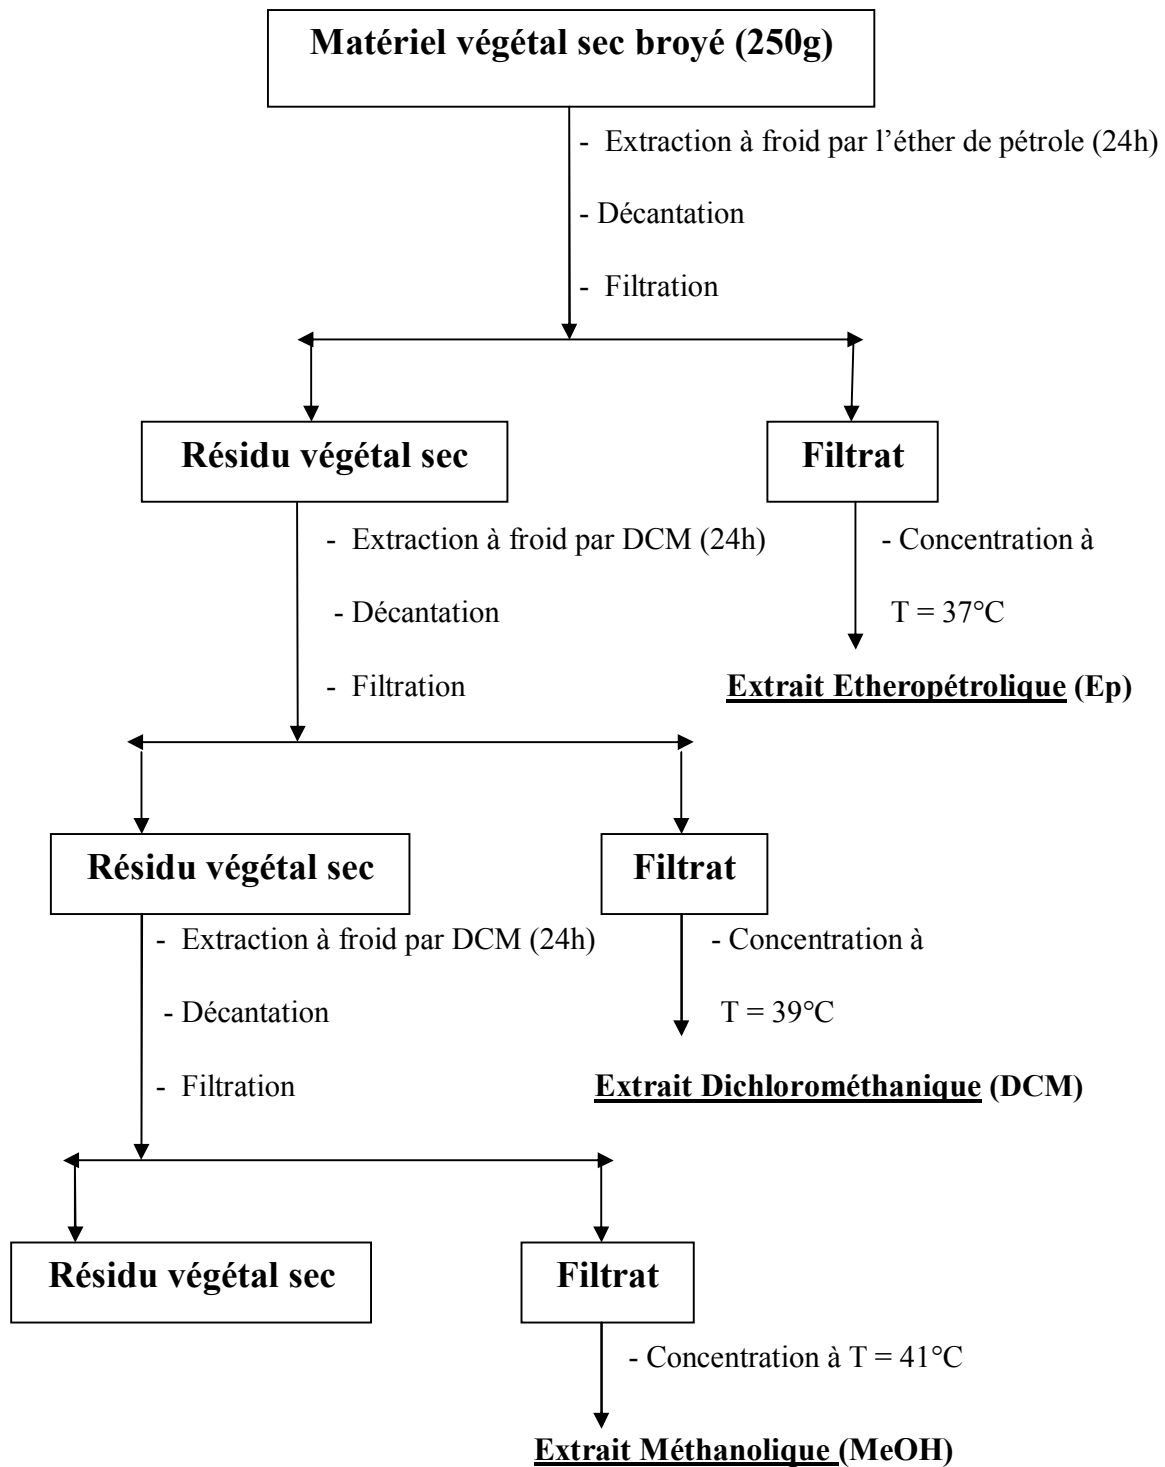 Matériel végétal sec broyé (250g)
- Extraction à froid par l’éther de pétrole (24h)
- Décantation
- Filtration
Résidu végétal sec
Filtrat
- Extraction à froid par DCM (24h)
- Décantation
- Filtration
- Concentration à
T = 37°C
Extrait Etheropétrolique (Ep)
Résidu végétal sec
Filtrat
- Extraction à froid par DCM (24h)
- Décantation
- Filtration
- Concentration à
T = 39°C
Extrait Dichlorométhanique (DCM)
Résidu végétal sec
Filtrat
- Concentration à T = 41°C
Extrait Méthanolique (MeOH)